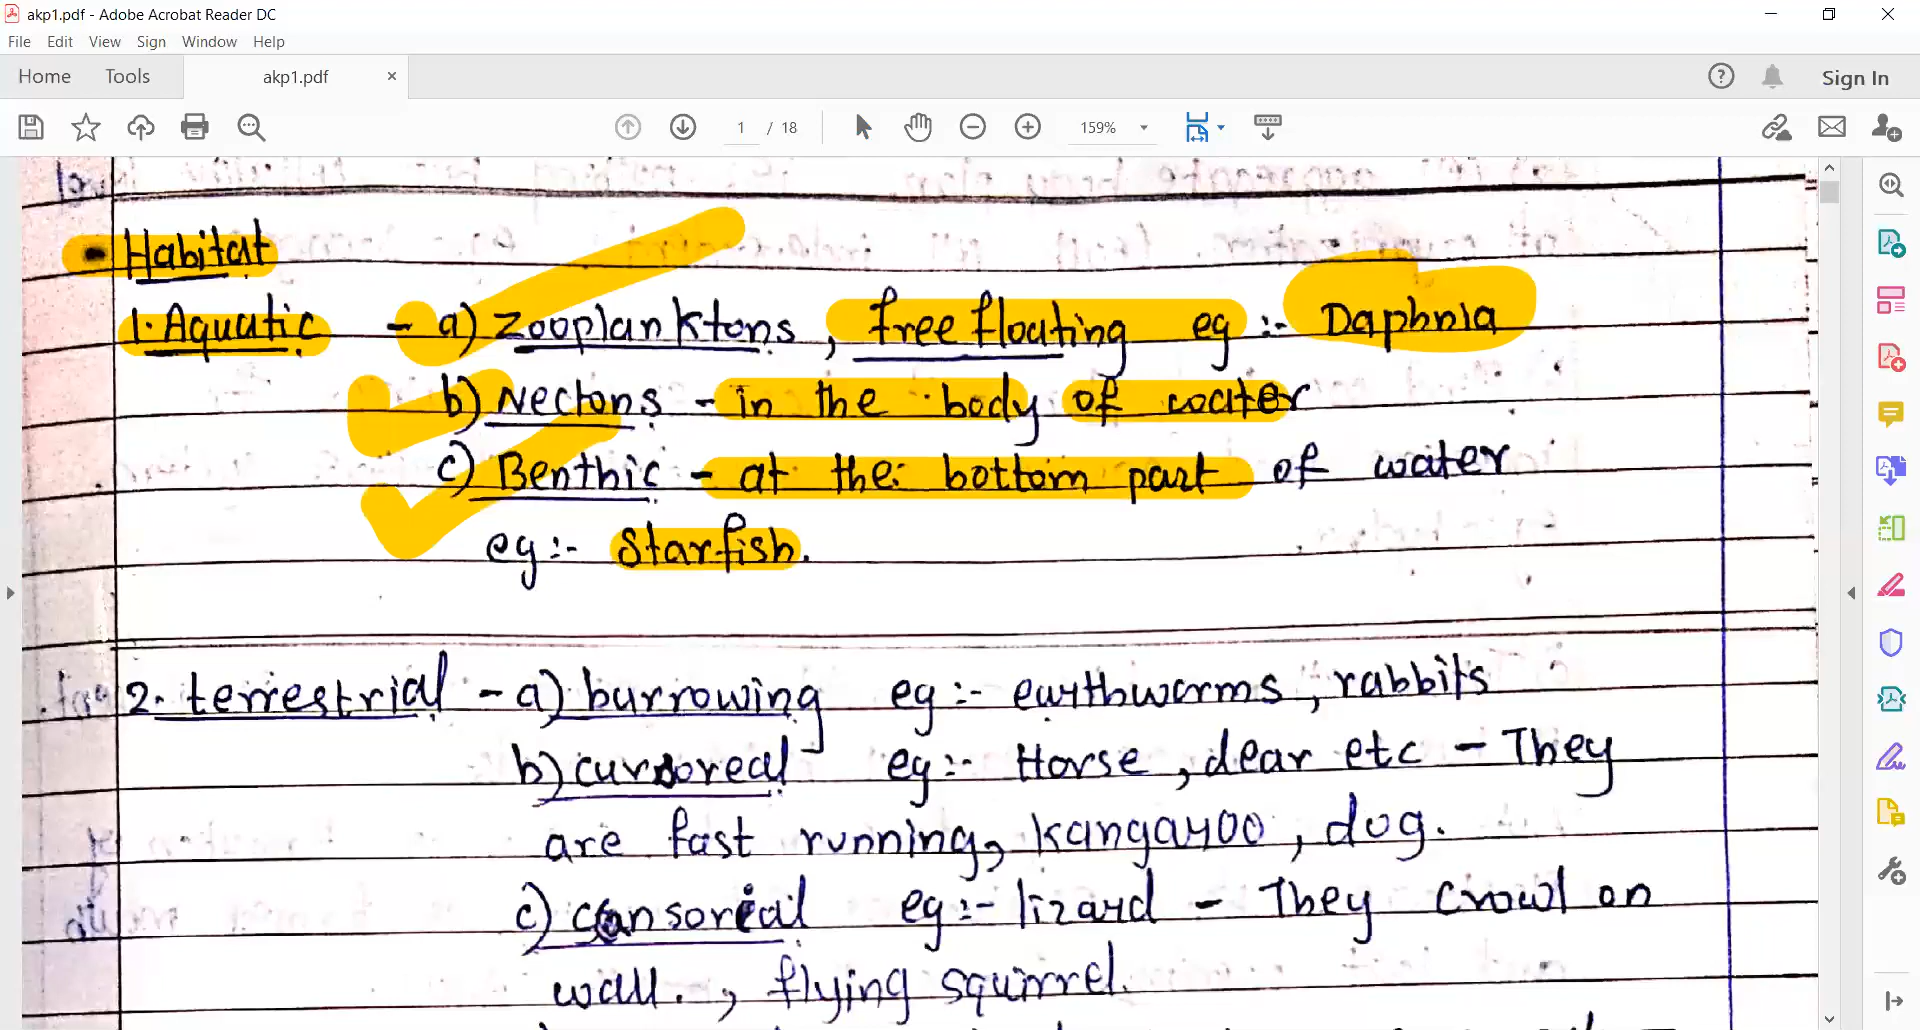 akp1.pdf - Adobe Acrobat Reader DC
File Edit View Sign Window Help
Home Tools akp1.pdf Sign In
1 / 18 159%
Habitat
1. Aquatic - a) Zooplanktons, free floating eg :- Daphnia
b) Nectons - in the body of water
c) Benthic - at the bottom part of water
eg :- Starfish.
2. terrestrial - a) burrowing eg :- earthworms, rabbits
b) cursoreal eg :- Horse, dear etc - They
are fast running, kangaroo, dog.
c) cansorial eg :- lizard - They crowl on
wall. , flying squirrel.